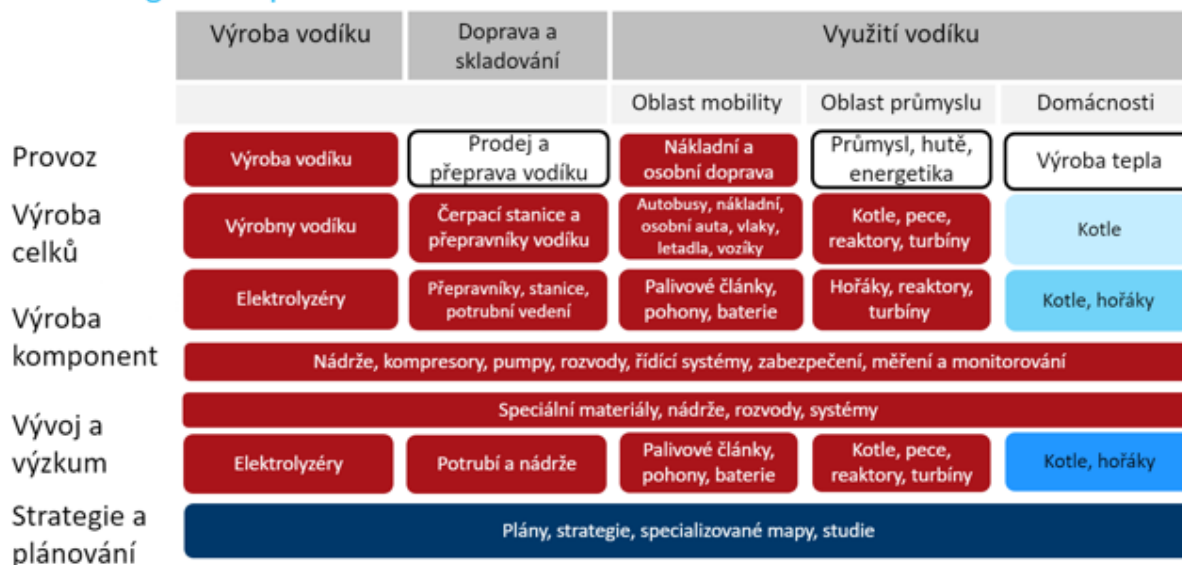 Výroba vodíku
Doprava a
skladování
Využití vodíku
Oblast mobility
Oblast průmyslu
Domácnosti
Provoz
Výroba vodíku
Prodej a
přeprava vodíku
Nákladní a
osobní doprava
Průmysl, hutě,
energetika
Výroba tepla
Výroba
celků
Výrobny vodíku
Čerpací stanice a
přepravníky vodíku
Autobusy, nákladní,
osobní auta, vlaky,
letadla, vozíky
Kotle, pece,
reaktory, turbíny
Kotle
Výroba
komponent
Elektrolyzéry
Přepravníky, stanice,
potrubní vedení
Palivové články,
pohony, baterie
Hořáky, reaktory,
turbíny
Kotle, hořáky
Nádrže, kompresory, pumpy, rozvody, řídící systémy, zabezpečení, měření a monitorování
Vývoj a
výzkum
Speciální materiály, nádrže, rozvody, systémy
Elektrolyzéry
Potrubí a nádrže
Palivové články,
pohony, baterie
Kotle, pece,
reaktory, turbíny
Kotle, hořáky
Strategie a
plánování
Plány, strategie, specializované mapy, studie